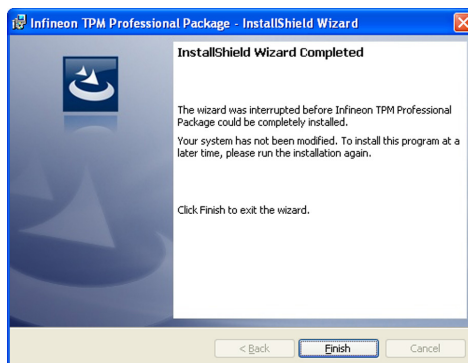 Infineon TPM Professional Package - InstallShield Wizard
InstallShield Wizard Completed
The wizard was interrupted before Infineon TPM Professional
Package could be completely installed.
Your system has not been modified. To install this program at a
later time, please run the installation again.
Click Finish to exit the wizard.
< Back
Finish
Cancel